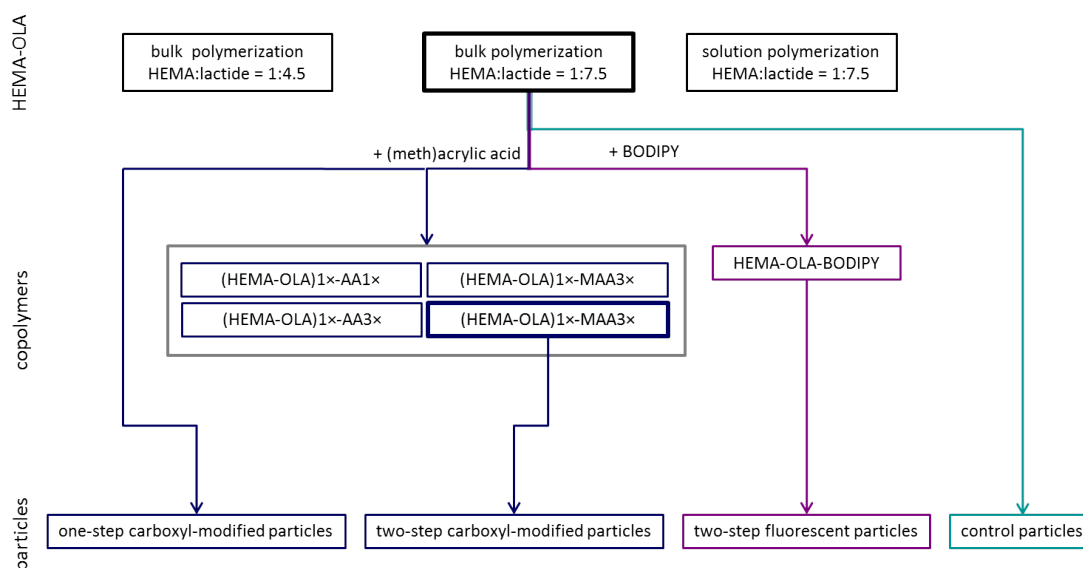 HEMA-OLA
bulk polymerization
HEMA:lactide = 1:4.5
bulk polymerization
HEMA:lactide = 1:7.5
solution polymerization
HEMA:lactide = 1:7.5
+ (meth)acrylic acid
+ BODIPY
copolymers
(HEMA-OLA)1×-AA1×
(HEMA-OLA)1×-MAA3×
(HEMA-OLA)1×-AA3×
(HEMA-OLA)1×-MAA3×
HEMA-OLA-BODIPY
particles
one-step carboxyl-modified particles
two-step carboxyl-modified particles
two-step fluorescent particles
control particles